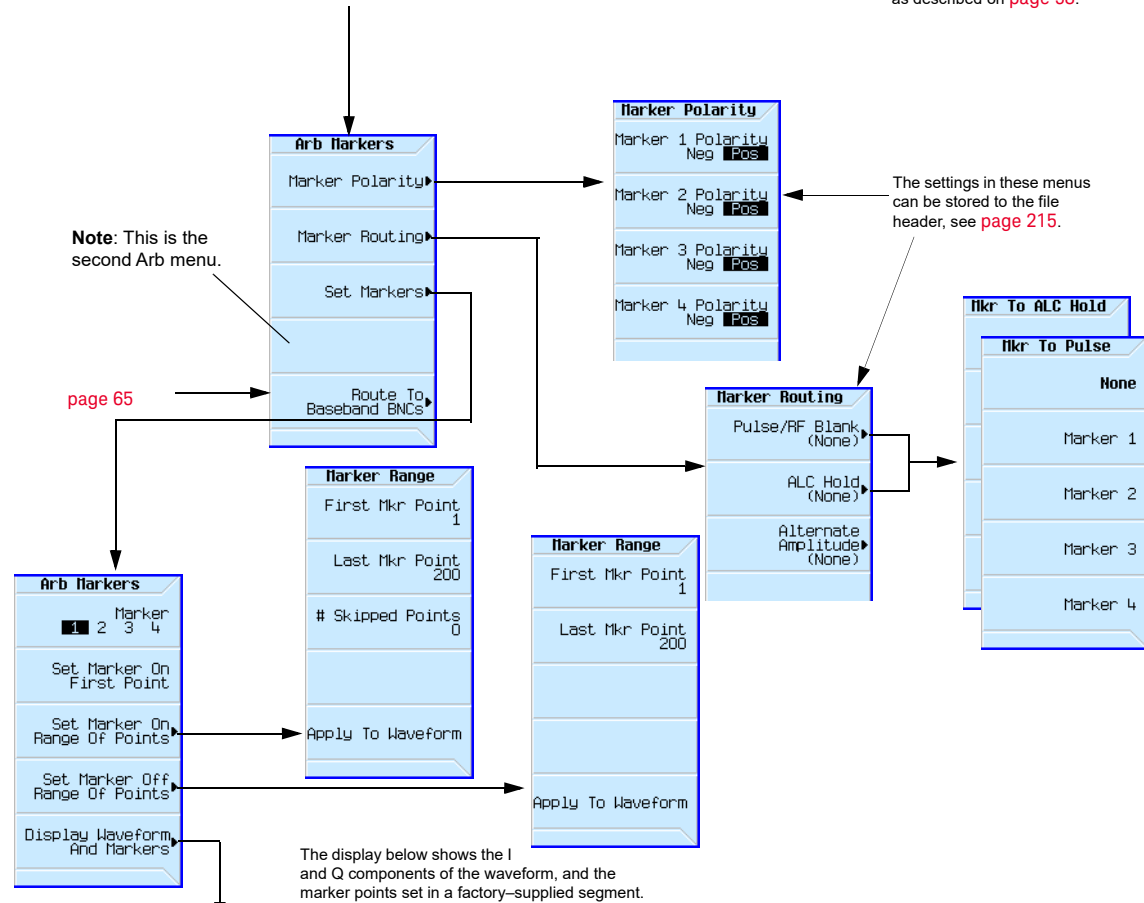 as described on page 58.
Arb Markers
Marker Polarity
Marker Routing
Set Markers
Route To
Baseband BNCs
Note: This is the
second Arb menu.
page 65
Marker Polarity
Marker 1 Polarity
Neg Pos
Marker 2 Polarity
Neg Pos
Marker 3 Polarity
Neg Pos
Marker 4 Polarity
Neg Pos
The settings in these menus
can be stored to the file
header, see page 215.
Marker Routing
Pulse/RF Blank
(None)
ALC Hold
(None)
Alternate
Amplitude
(None)
Mkr To ALC Hold
Mkr To Pulse
None
Marker 1
Marker 2
Marker 3
Marker 4
Marker Range
First Mkr Point
1
Last Mkr Point
200
# Skipped Points
0
Apply To Waveform
Marker Range
First Mkr Point
1
Last Mkr Point
200
Apply To Waveform
Arb Markers
Marker
1 2 3 4
Set Marker On
First Point
Set Marker On
Range Of Points
Set Marker Off
Range Of Points
Display Waveform
And Markers
The display below shows the I
and Q components of the waveform, and the
marker points set in a factory–supplied segment.